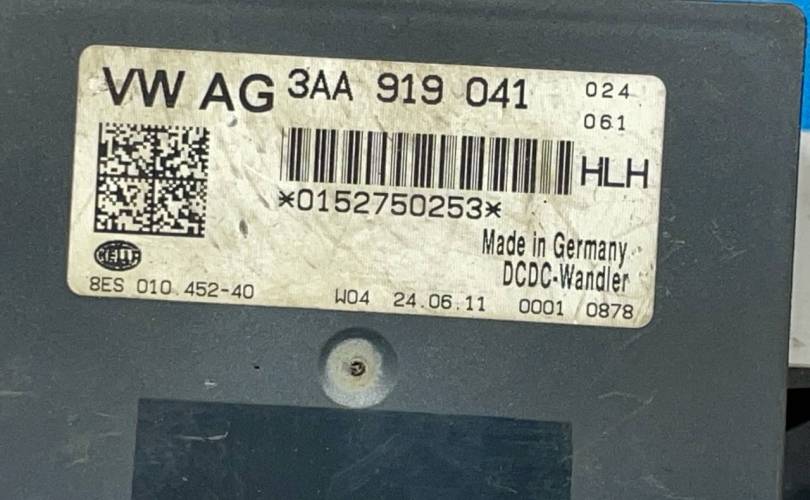 VW AG 3AA 919 041 024
061
HLH
*0152750253*
HELLA
Made in Germany
DCDC-Wandler
8ES 010.452-40 W04 24.06.11 0001 0878